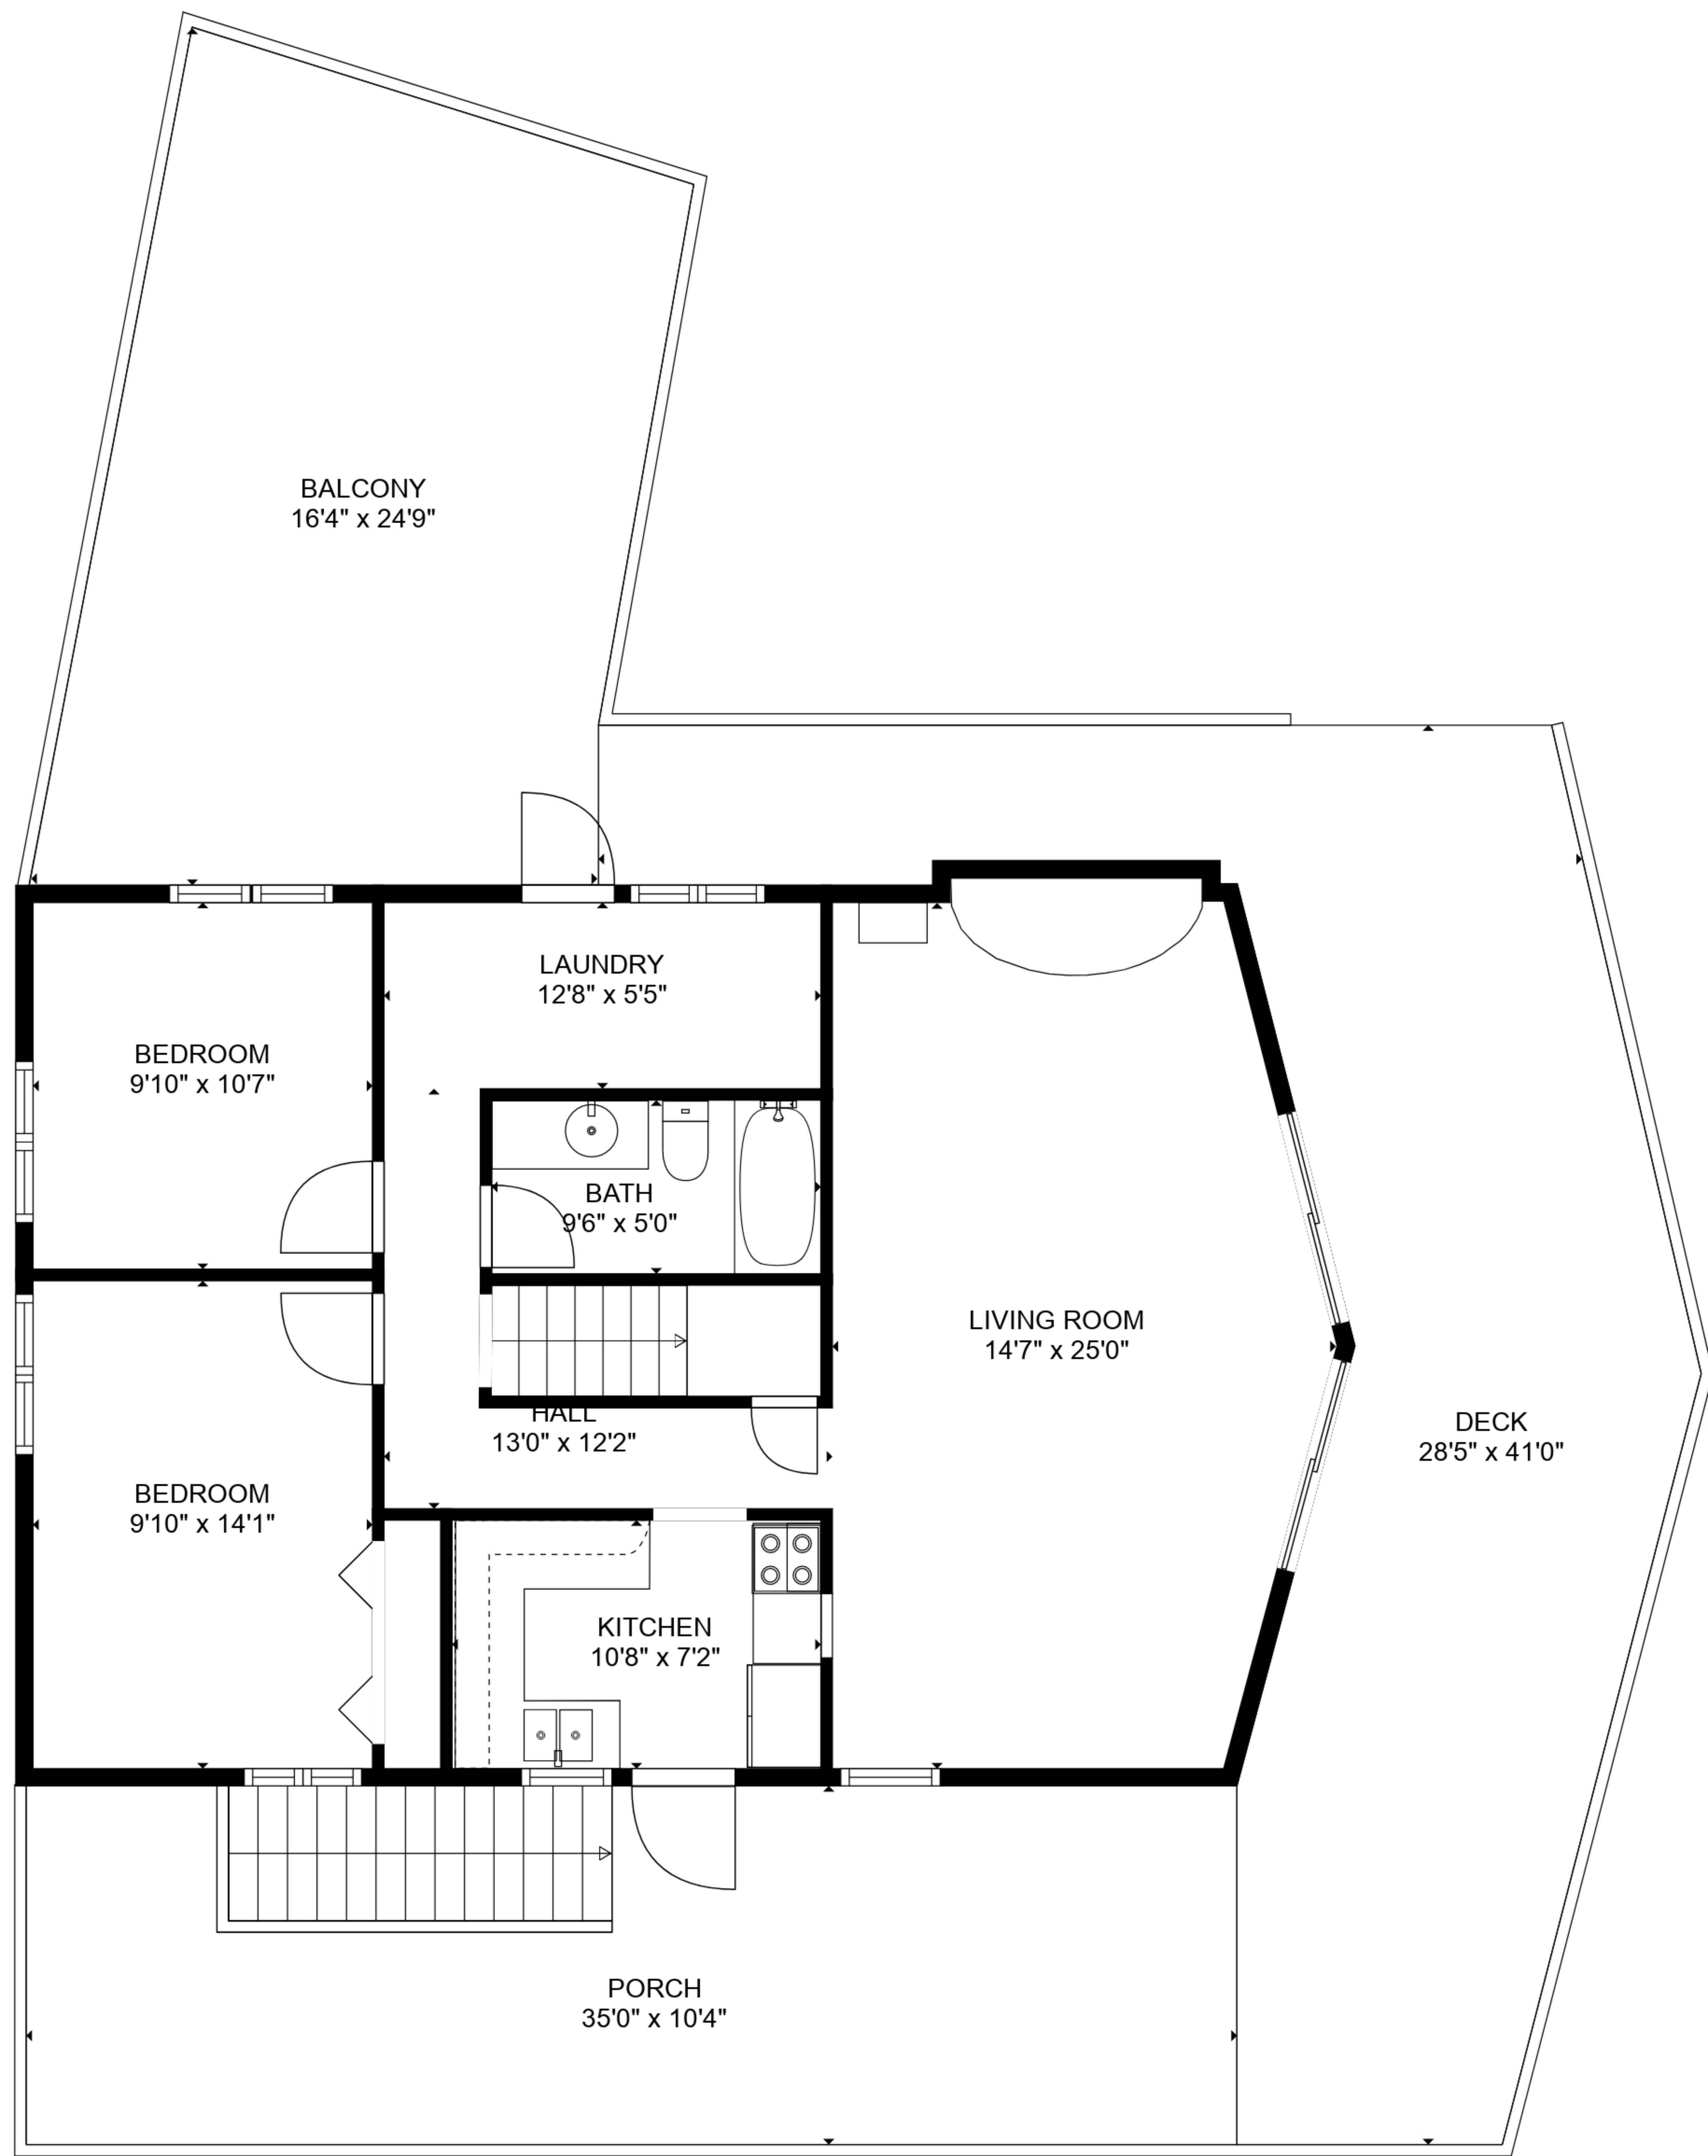 BALCONY
16'4" x 24'9"
LAUNDRY
12'8" x 5'5"
BEDROOM
9'10" x 10'7"
BATH
9'6" x 5'0"
LIVING ROOM
14'7" x 25'0"
HALL
13'0" x 12'2"
DECK
28'5" x 41'0"
BEDROOM
9'10" x 14'1"
KITCHEN
10'8" x 7'2"
PORCH
35'0" x 10'4"